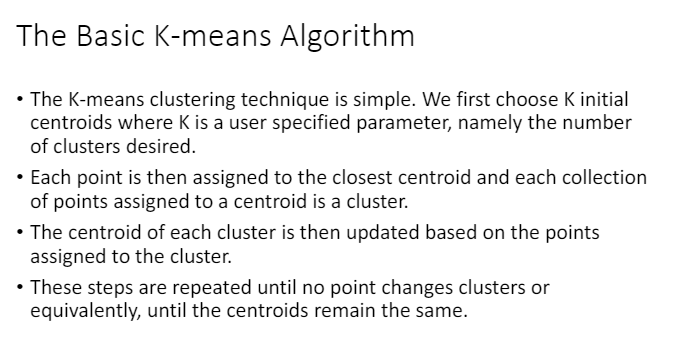 The Basic K-means Algorithm
• The K-means clustering technique is simple. We first choose K initial
centroids where K is a user specified parameter, namely the number
of clusters desired.
• Each point is then assigned to the closest centroid and each collection
of points assigned to a centroid is a cluster.
• The centroid of each cluster is then updated based on the points
assigned to the cluster.
• These steps are repeated until no point changes clusters or
equivalently, until the centroids remain the same.